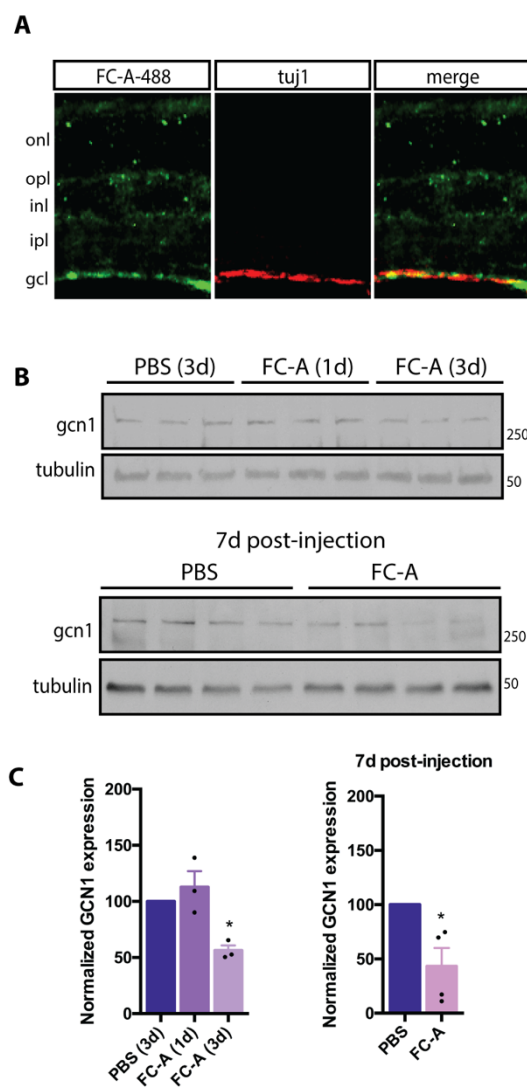 A
FC-A-488 tuj1 merge
onl
opl
inl
ipl
gcl
B
PBS (3d) FC-A (1d) FC-A (3d)
gcn1
250
tubulin
50
7d post-injection
PBS FC-A
gcn1
250
tubulin
50
C
Normalized GCN1 expression
200
150
100
50
0
*
PBS (3d)
FC-A (1d)
FC-A (3d)
7d post-injection
Normalized GCN1 expression
200
150
100
50
0
*
PBS
FC-A